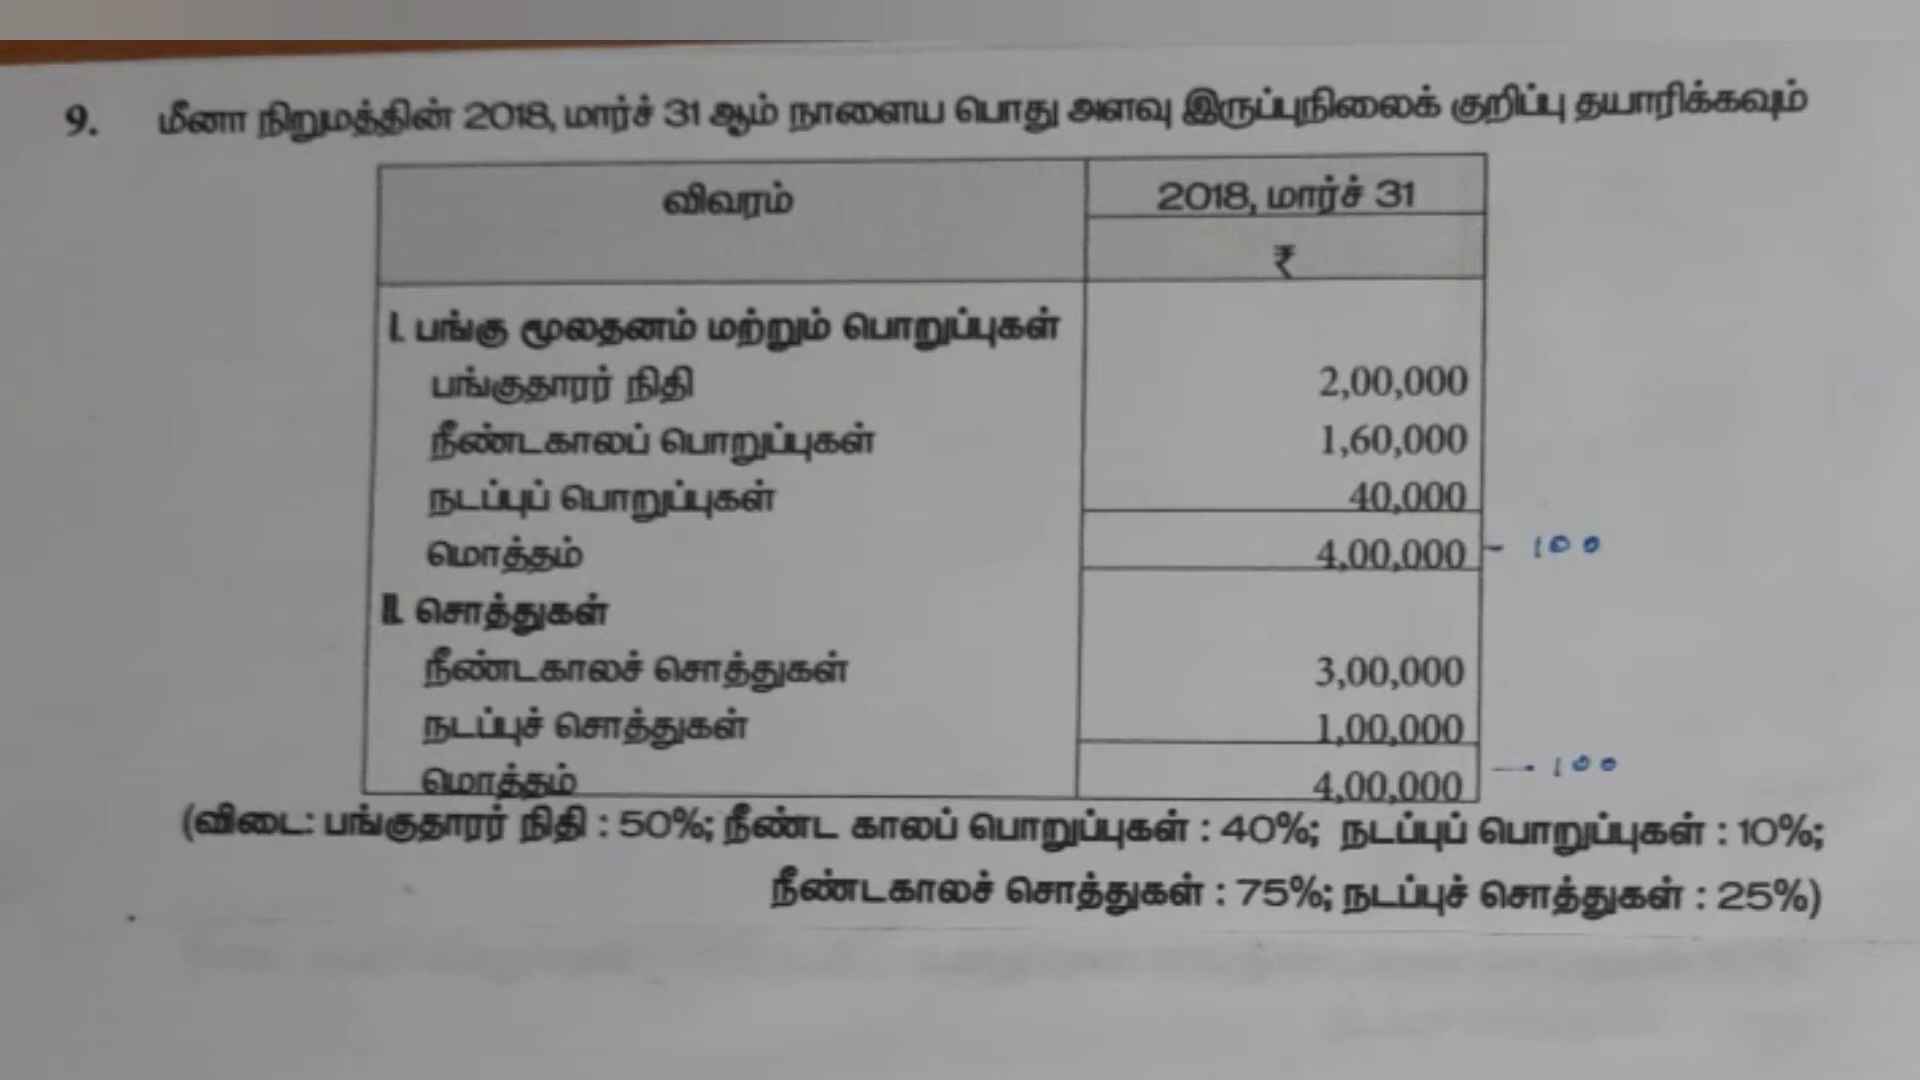 9. மீனா நிறுமத்தின் 2018, மார்ச் 31 ஆம் நாளைய பொது அளவு இருப்புநிலைக் குறிப்பு தயாரிக்கவும்
விவரம் 2018, மார்ச் 31
₹
I. பங்கு மூலதனம் மற்றும் பொறுப்புகள்
பங்குதாரர் நிதி 2,00,000
நீண்டகாலப் பொறுப்புகள் 1,60,000
நடப்புப் பொறுப்புகள் 40,000
மொத்தம் 4,00,000 - 100
II. சொத்துகள்
நீண்டகாலச் சொத்துகள் 3,00,000
நடப்புச் சொத்துகள் 1,00,000
மொத்தம் 4,00,000 - 100
(விடை: பங்குதாரர் நிதி : 50%; நீண்ட காலப் பொறுப்புகள் : 40%; நடப்புப் பொறுப்புகள் : 10%;
நீண்டகாலச் சொத்துகள் : 75%; நடப்புச் சொத்துகள் : 25%)